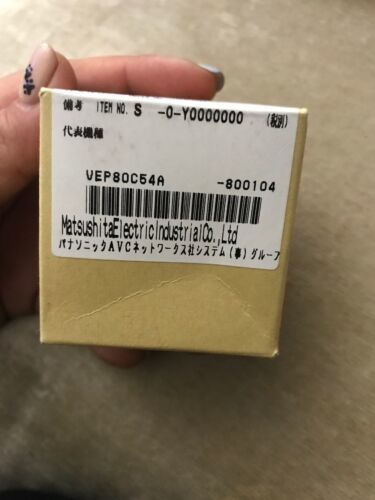 備考 ITEM NO. S -0-Y0000000 (税別)
代表機種
VEP80C54A -800104
MatsushitaElectricIndustrialCo.,Ltd
パナソニックAVCネットワークス社システム(事)グループ